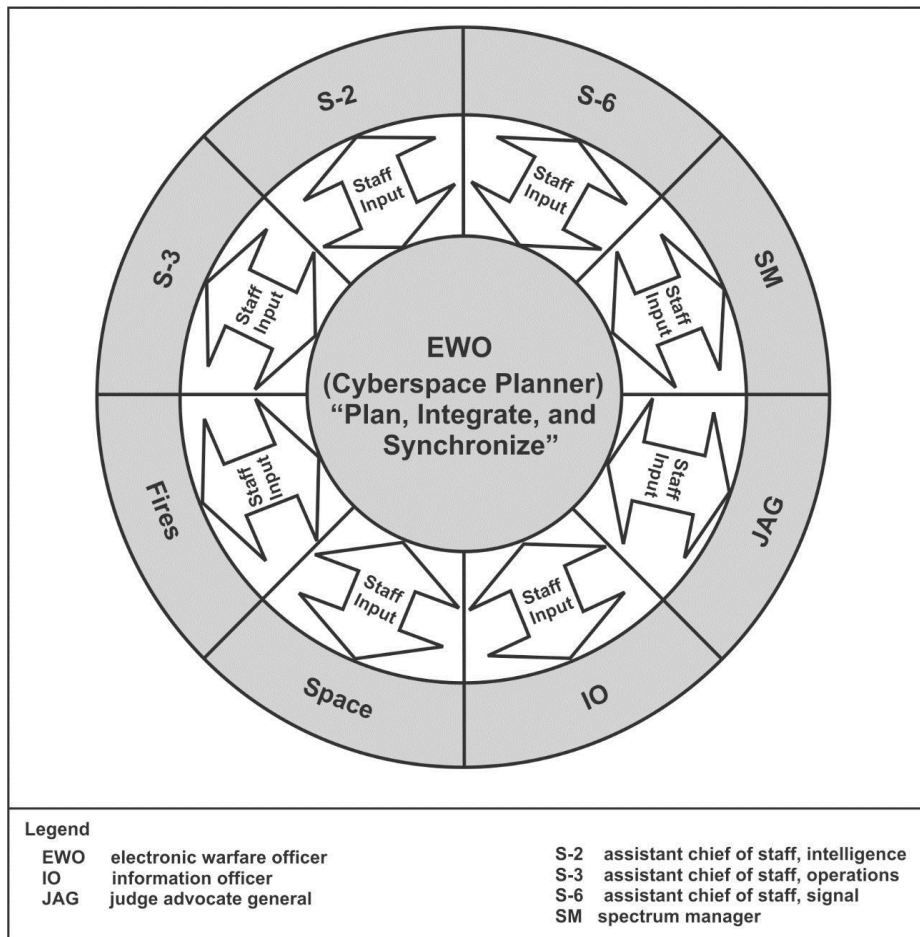 S-2
S-6
Staff
Input
Staff
Input
S-3
SM
Staff
Input
Staff
Input
EWO
(Cyberspace Planner)
“Plan, Integrate, and
Synchronize”
Fires
JAG
Staff
Input
Staff
Input
Staff
Input
Staff
Input
Space
IO
Legend
EWO electronic warfare officer
IO information officer
JAG judge advocate general
S-2 assistant chief of staff, intelligence
S-3 assistant chief of staff, operations
S-6 assistant chief of staff, signal
SM spectrum manager